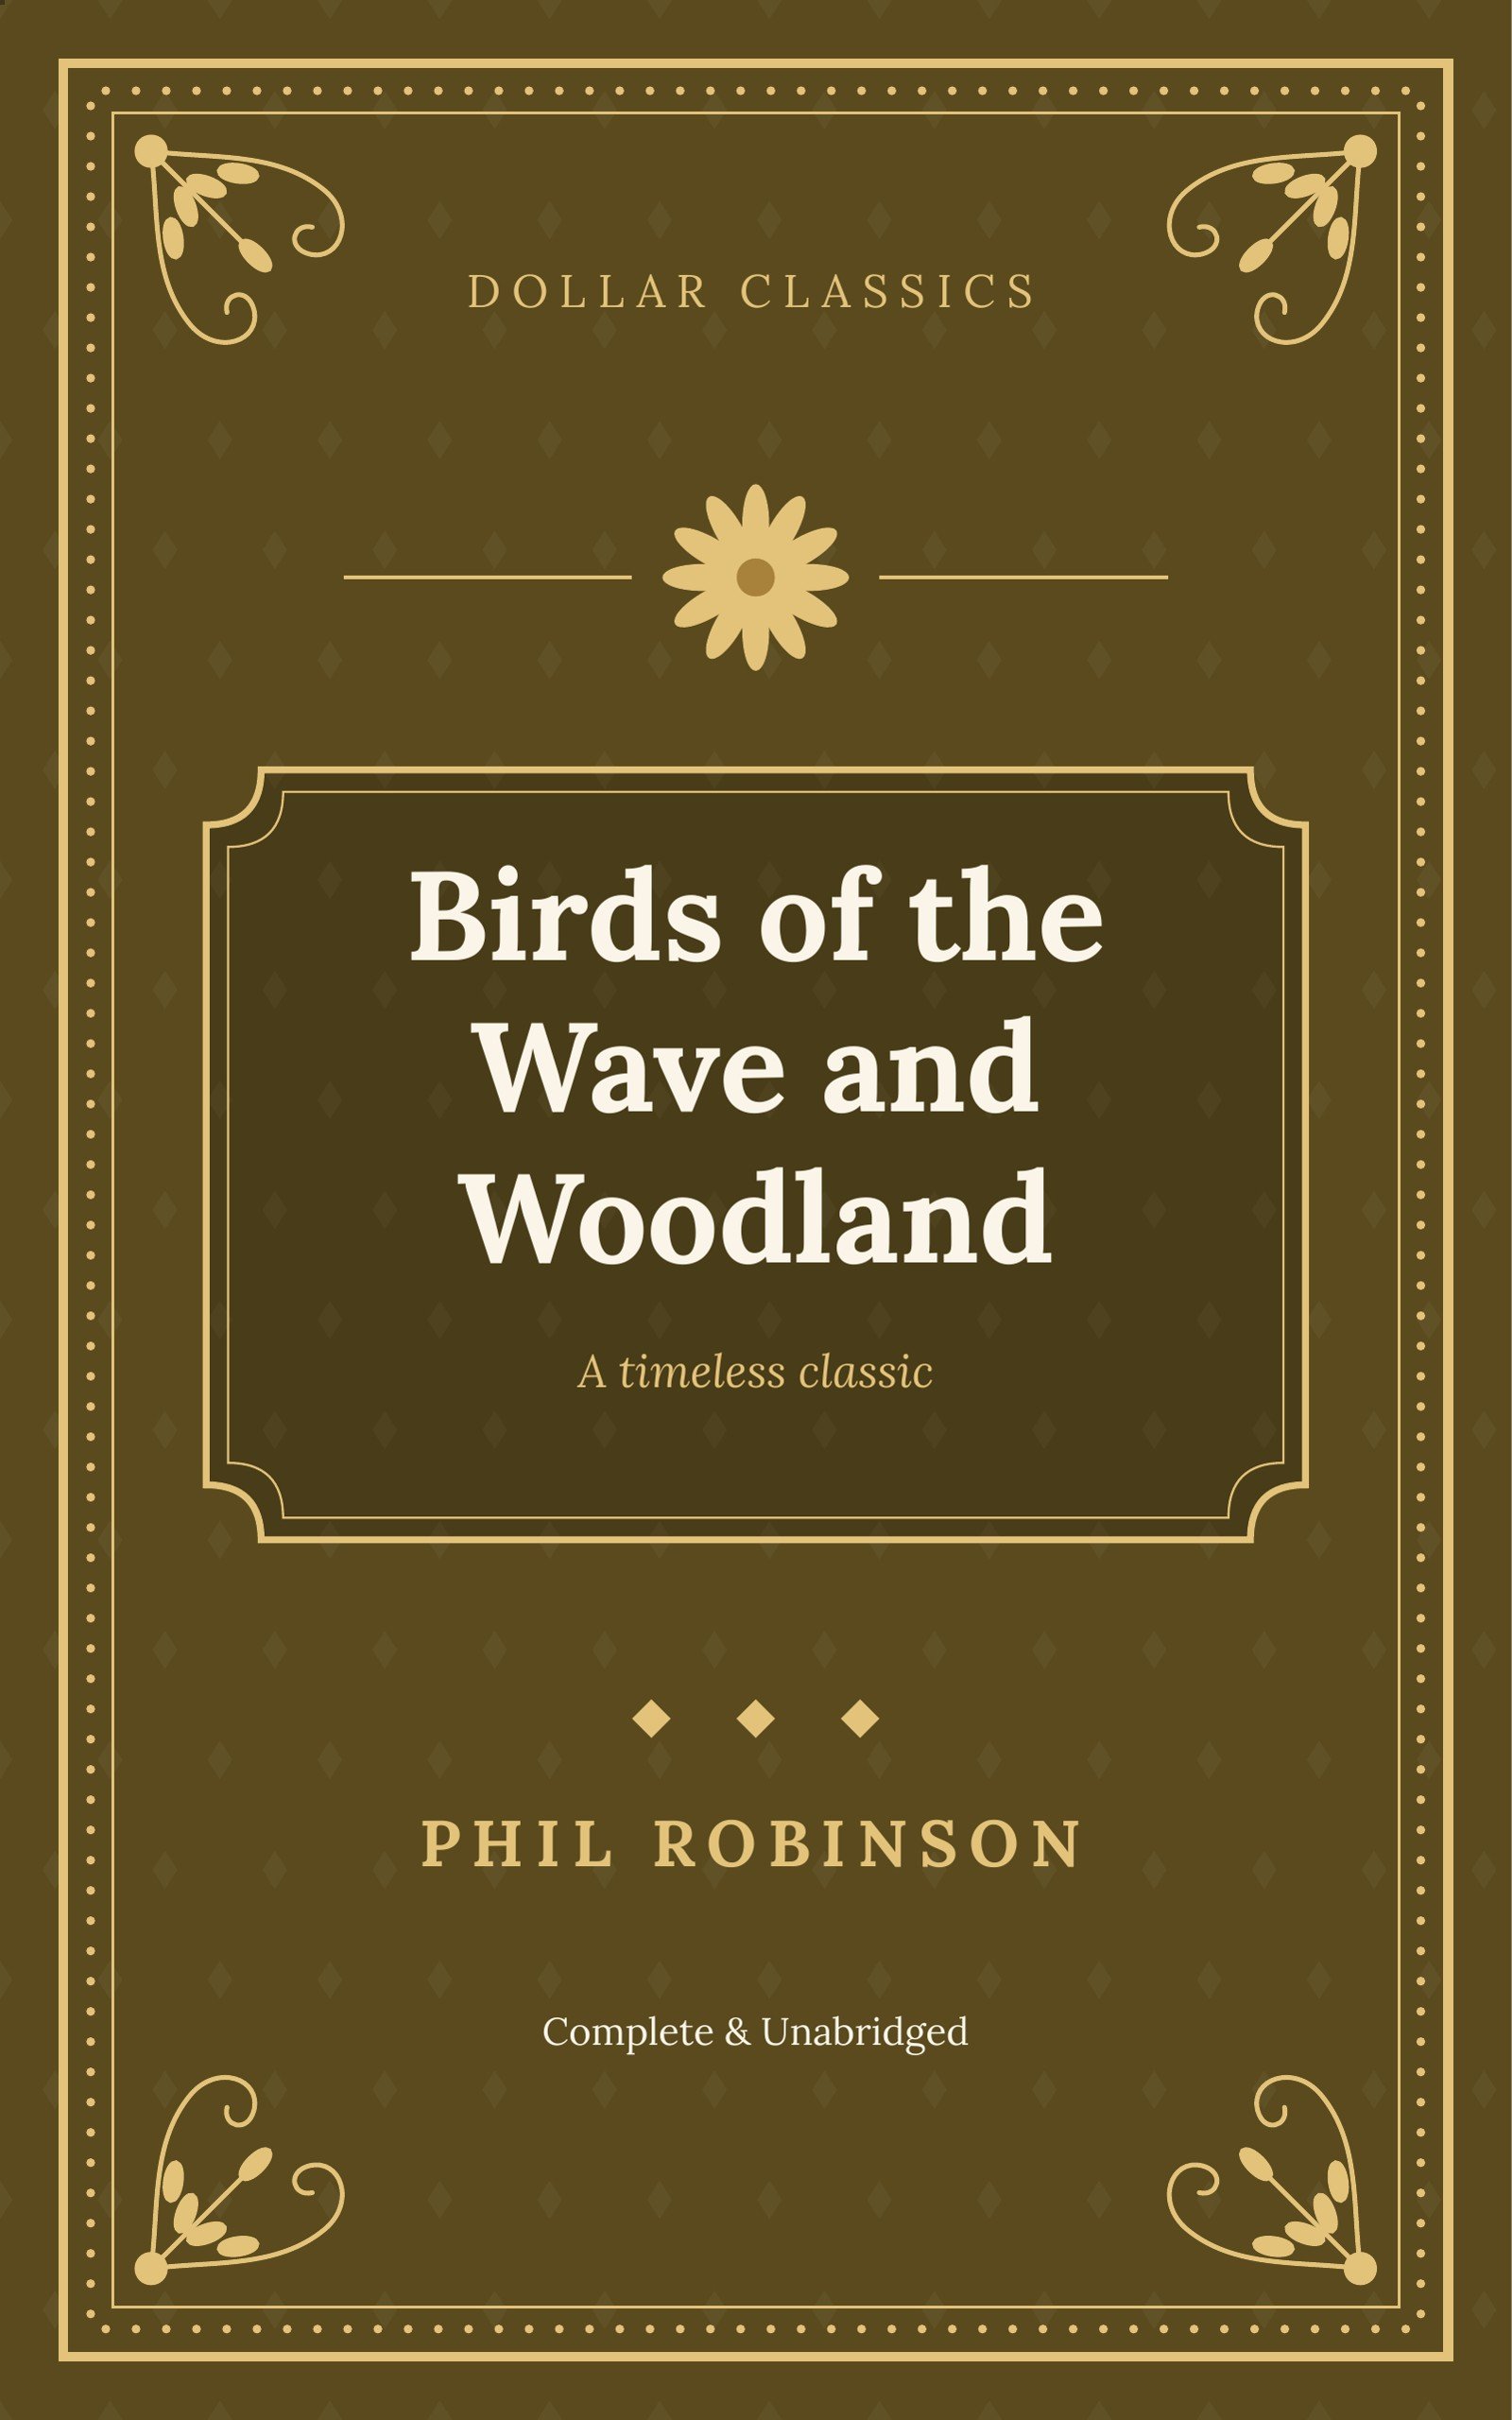 DOLLAR CLASSICS
Birds of the
Wave and
Woodland
A timeless classic
PHIL ROBINSON
Complete & Unabridged